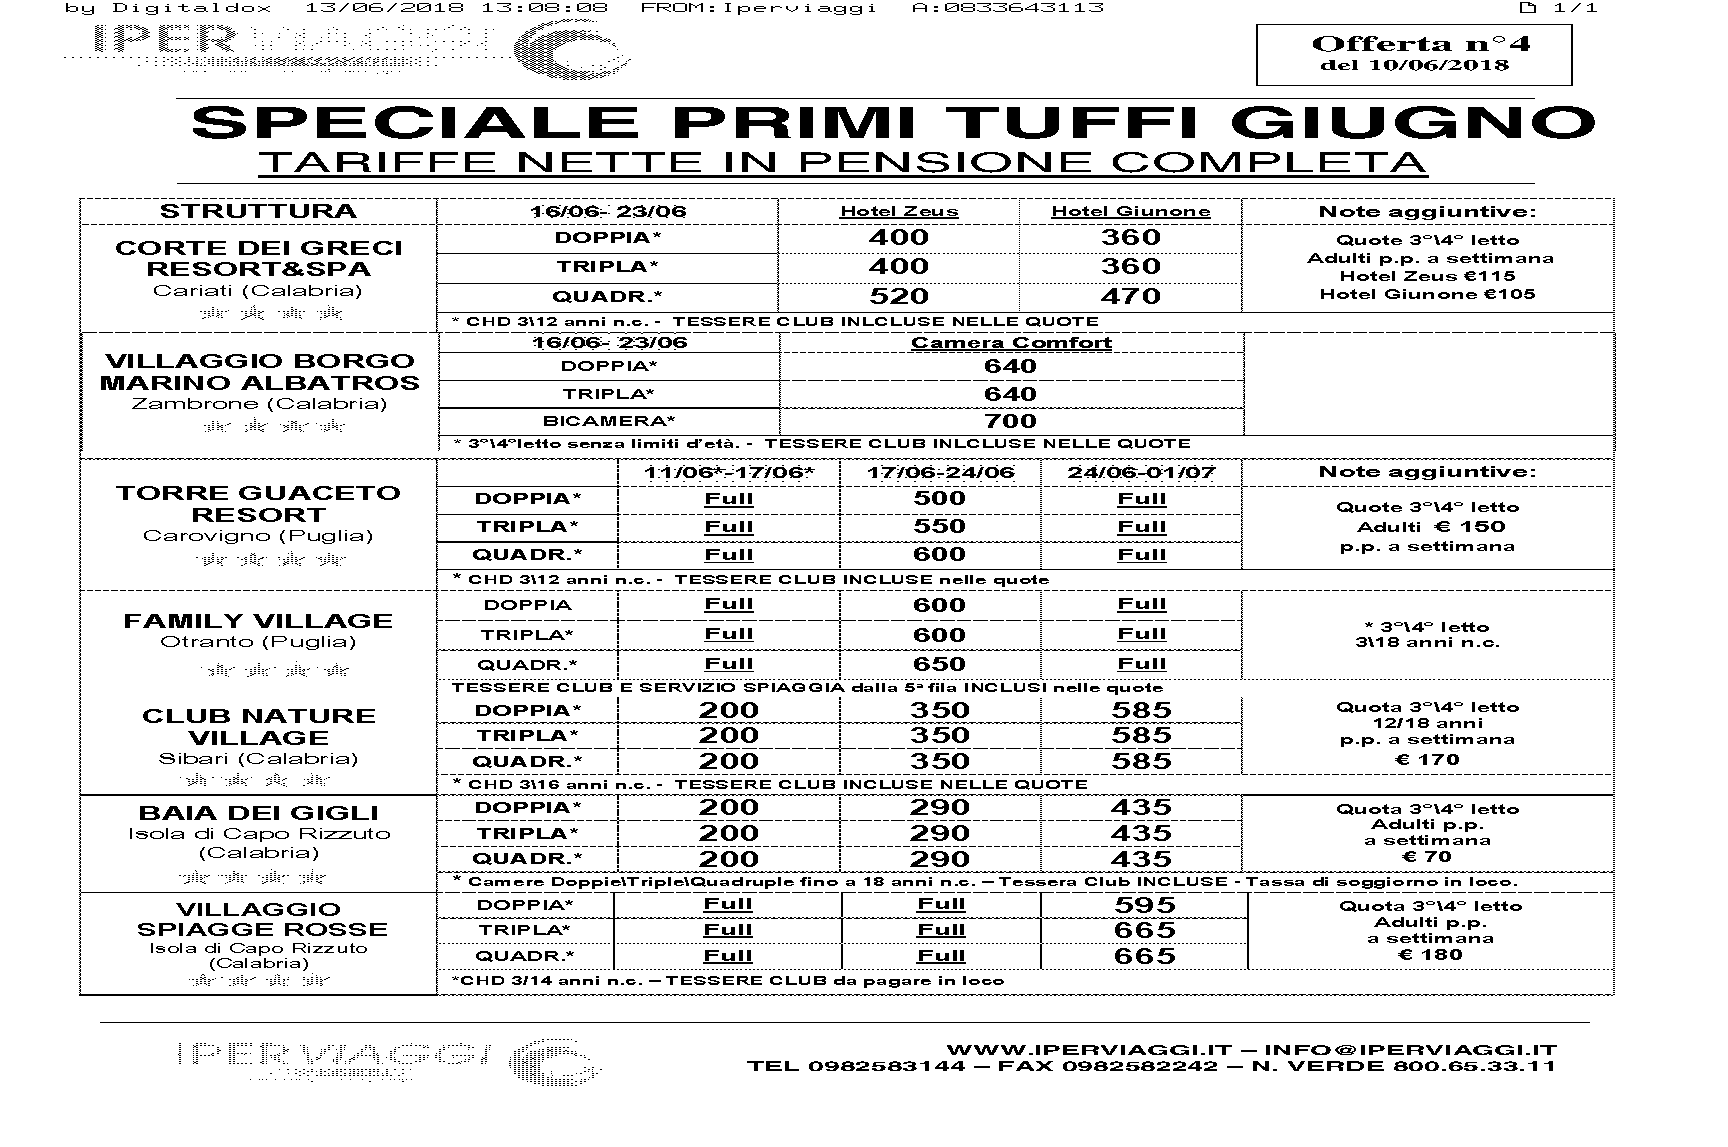 by Digitaldox 13/06/2018 13:08:08 FROM:Iperviaggi A:0833643113 1/1
IPERVIAGGI
Offerta n°4
del 10/06/2018
SPECIALE PRIMI TUFFI GIUGNO
TARIFFE NETTE IN PENSIONE COMPLETA
STRUTTURA 16/06- 23/06 Hotel Zeus Hotel Giunone Note aggiuntive:
CORTE DEI GRECI
RESORT&SPA
Cariati (Calabria)
DOPPIA* 400 360
TRIPLA* 400 360
QUADR.* 520 470
Quote 3°\4° letto
Adulti p.p. a settimana
Hotel Zeus €115
Hotel Giunone €105
* CHD 3\12 anni n.c. - TESSERE CLUB INLCLUSE NELLE QUOTE
VILLAGGIO BORGO
MARINO ALBATROS
Zambrone (Calabria)
16/06- 23/06 Camera Comfort
DOPPIA* 640
TRIPLA* 640
BICAMERA* 700
* 3°\4°letto senza limiti d'età. - TESSERE CLUB INLCLUSE NELLE QUOTE
11/06*-17/06* 17/06-24/06 24/06-01/07 Note aggiuntive:
TORRE GUACETO
RESORT
Carovigno (Puglia)
DOPPIA* Full 500 Full
TRIPLA* Full 550 Full
QUADR.* Full 600 Full
Quote 3°\4° letto
Adulti € 150
p.p. a settimana
* CHD 3\12 anni n.c. - TESSERE CLUB INCLUSE nelle quote
FAMILY VILLAGE
Otranto (Puglia)
DOPPIA Full 600 Full
TRIPLA* Full 600 Full
QUADR.* Full 650 Full
* 3°\4° letto
3\18 anni n.c.
TESSERE CLUB E SERVIZIO SPIAGGIA dalla 5ª fila INCLUSI nelle quote
CLUB NATURE
VILLAGE
Sibari (Calabria)
DOPPIA* 200 350 585
TRIPLA* 200 350 585
QUADR.* 200 350 585
Quota 3°\4° letto
12/18 anni
p.p. a settimana
€ 170
* CHD 3\16 anni n.c. - TESSERE CLUB INCLUSE NELLE QUOTE
BAIA DEI GIGLI
Isola di Capo Rizzuto
(Calabria)
DOPPIA* 200 290 435
TRIPLA* 200 290 435
QUADR.* 200 290 435
Quota 3°\4° letto
Adulti p.p.
a settimana
€ 70
* Camere Doppie\Triple\Quadruple fino a 18 anni n.c. – Tessera Club INCLUSE - Tassa di soggiorno in loco.
VILLAGGIO
SPIAGGE ROSSE
Isola di Capo Rizzuto
(Calabria)
DOPPIA* Full Full 595
TRIPLA* Full Full 665
QUADR.* Full Full 665
Quota 3°\4° letto
Adulti p.p.
a settimana
€ 180
*CHD 3/14 anni n.c. – TESSERE CLUB da pagare in loco
IPERVIAGGI
WWW.IPERVIAGGI.IT – INFO@IPERVIAGGI.IT
TEL 0982583144 – FAX 0982582242 – N. VERDE 800.65.33.11